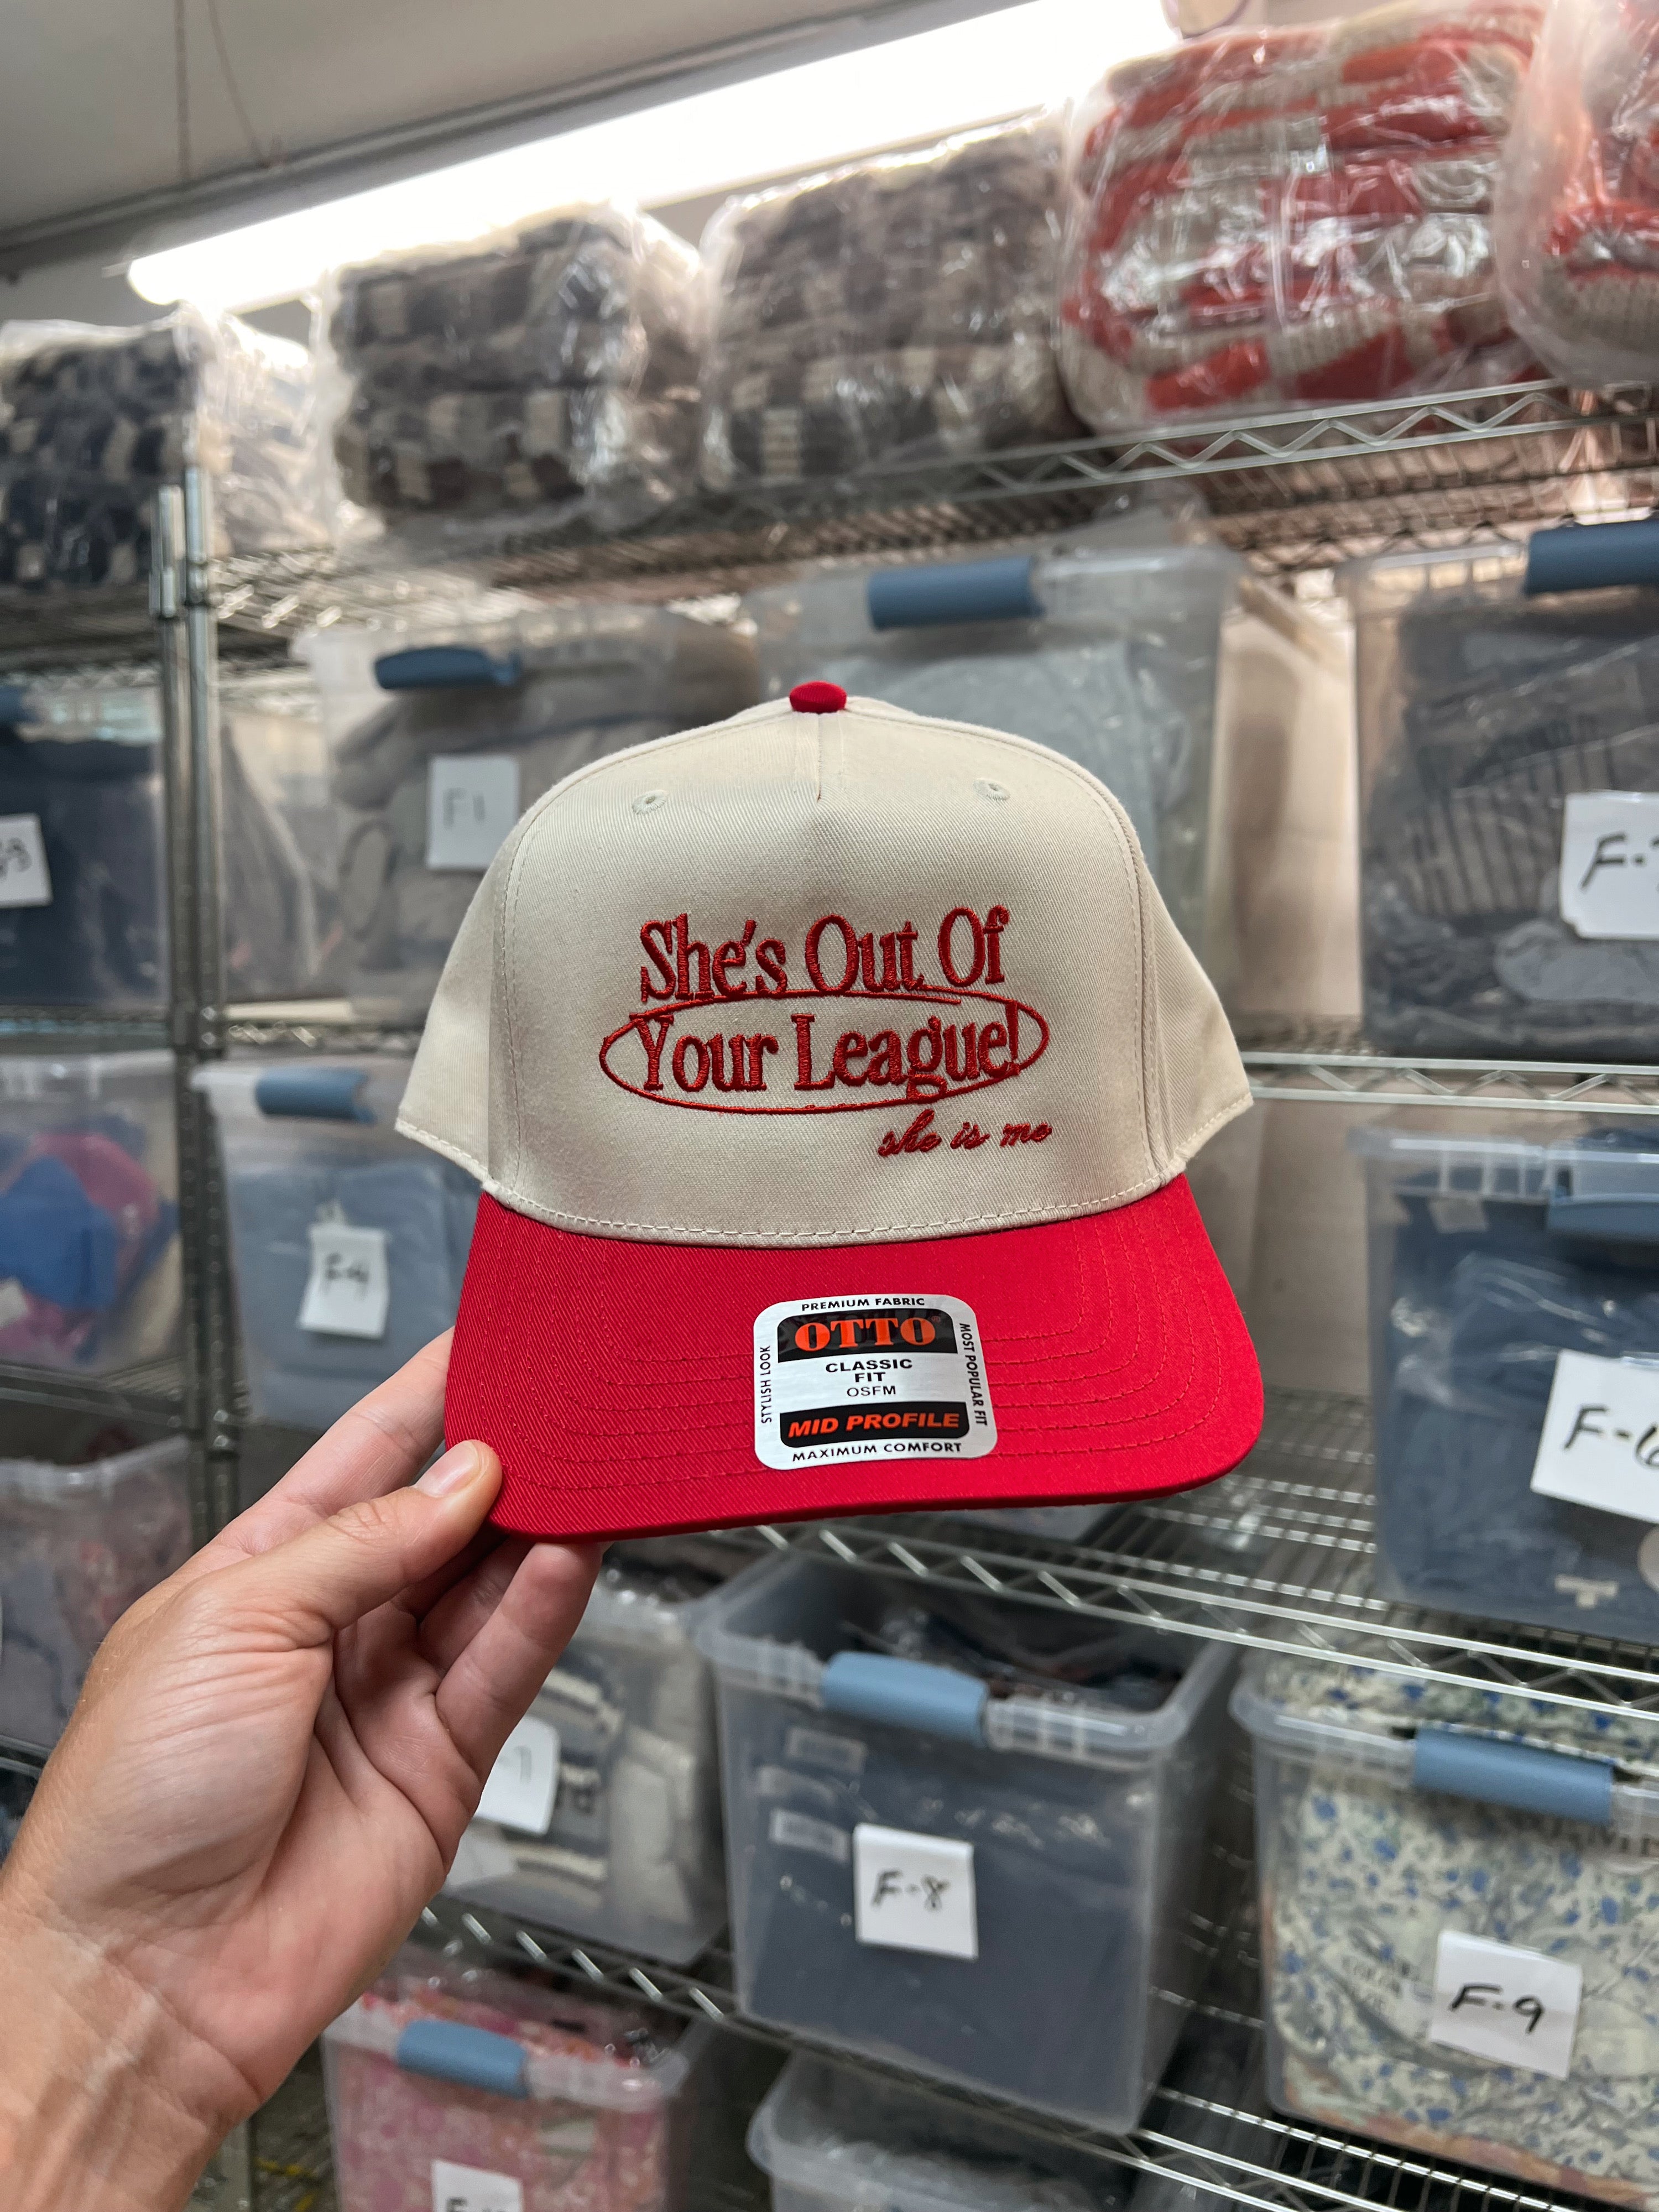 She's Out Of
Your League!
she is me
PREMIUM FABRIC
OTTO
CLASSIC
FIT
OSFM
MID PROFILE
MAXIMUM COMFORT
STYLISH LOOK
MOST POPULAR FIT
F1
F-4
F-8
F-9